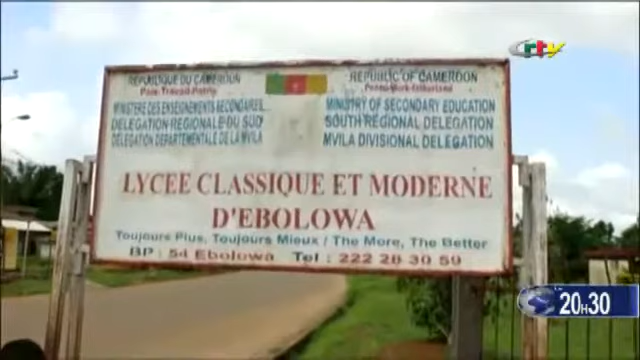 crtv
REPUBLIQUE DU CAMEROUN
Paix-Travail-Patrie
MINISTERE DES ENSEIGNEMENTS SECONDAIRES
DELEGATION REGIONALE DU SUD
DELEGATION DEPARTEMENTALE DE LA MVILA
REPUBLIC OF CAMEROON
Peace-Work-Fatherland
MINISTRY OF SECONDARY EDUCATION
SOUTH REGIONAL DELEGATION
MVILA DIVISIONAL DELEGATION
LYCEE CLASSIQUE ET MODERNE
D'EBOLOWA
Toujours Plus, Toujours Mieux / The More, The Better
BP : 54 Ebolowa Tel : 222 28 30 59
20H30